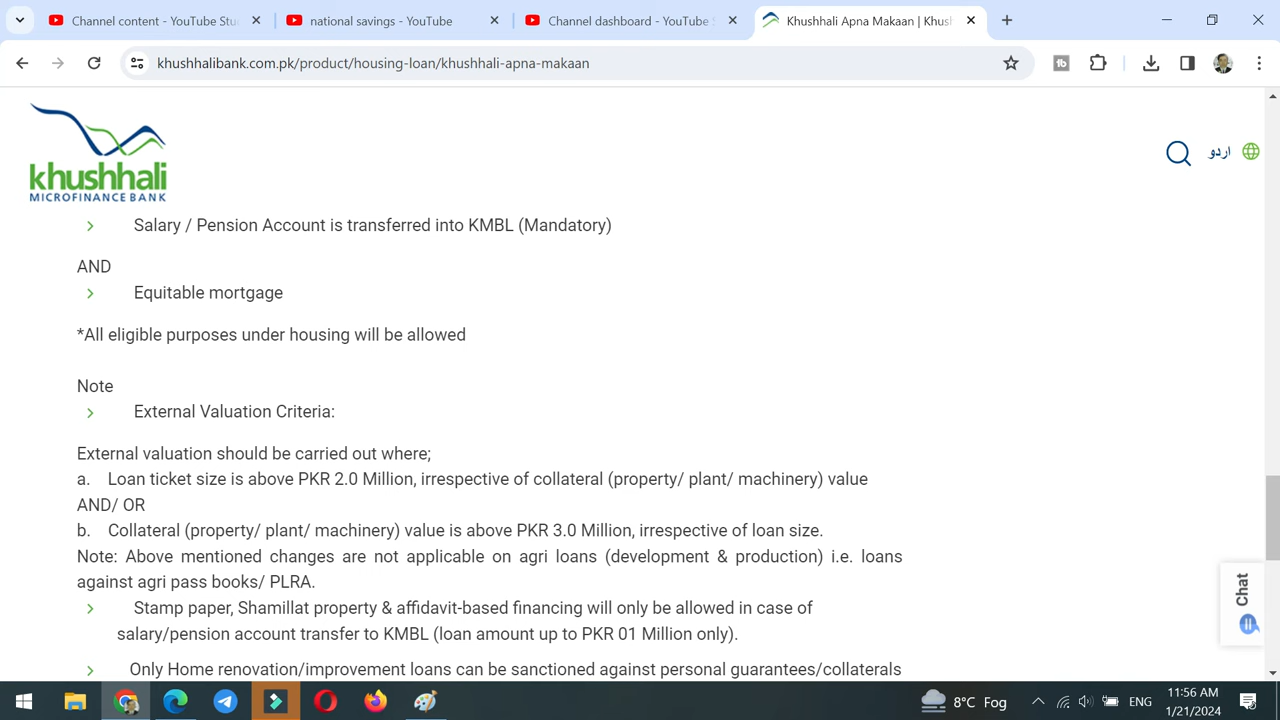 Channel content - YouTube Stu
national savings - YouTube
Channel dashboard - YouTube S
Khushhali Apna Makaan | Khush
khushhalibank.com.pk/product/housing-loan/khushhali-apna-makaan
tb
khushhali
MICROFINANCE BANK
اردو
Salary / Pension Account is transferred into KMBL (Mandatory)
AND
Equitable mortgage
*All eligible purposes under housing will be allowed
Note
External Valuation Criteria:
External valuation should be carried out where;
a. Loan ticket size is above PKR 2.0 Million, irrespective of collateral (property/ plant/ machinery) value
AND/ OR
b. Collateral (property/ plant/ machinery) value is above PKR 3.0 Million, irrespective of loan size.
Note: Above mentioned changes are not applicable on agri loans (development & production) i.e. loans
against agri pass books/ PLRA.
Stamp paper, Shamillat property & affidavit-based financing will only be allowed in case of
salary/pension account transfer to KMBL (loan amount up to PKR 01 Million only).
Only Home renovation/improvement loans can be sanctioned against personal guarantees/collaterals
Chat
8°C Fog
ENG
11:56 AM
1/21/2024